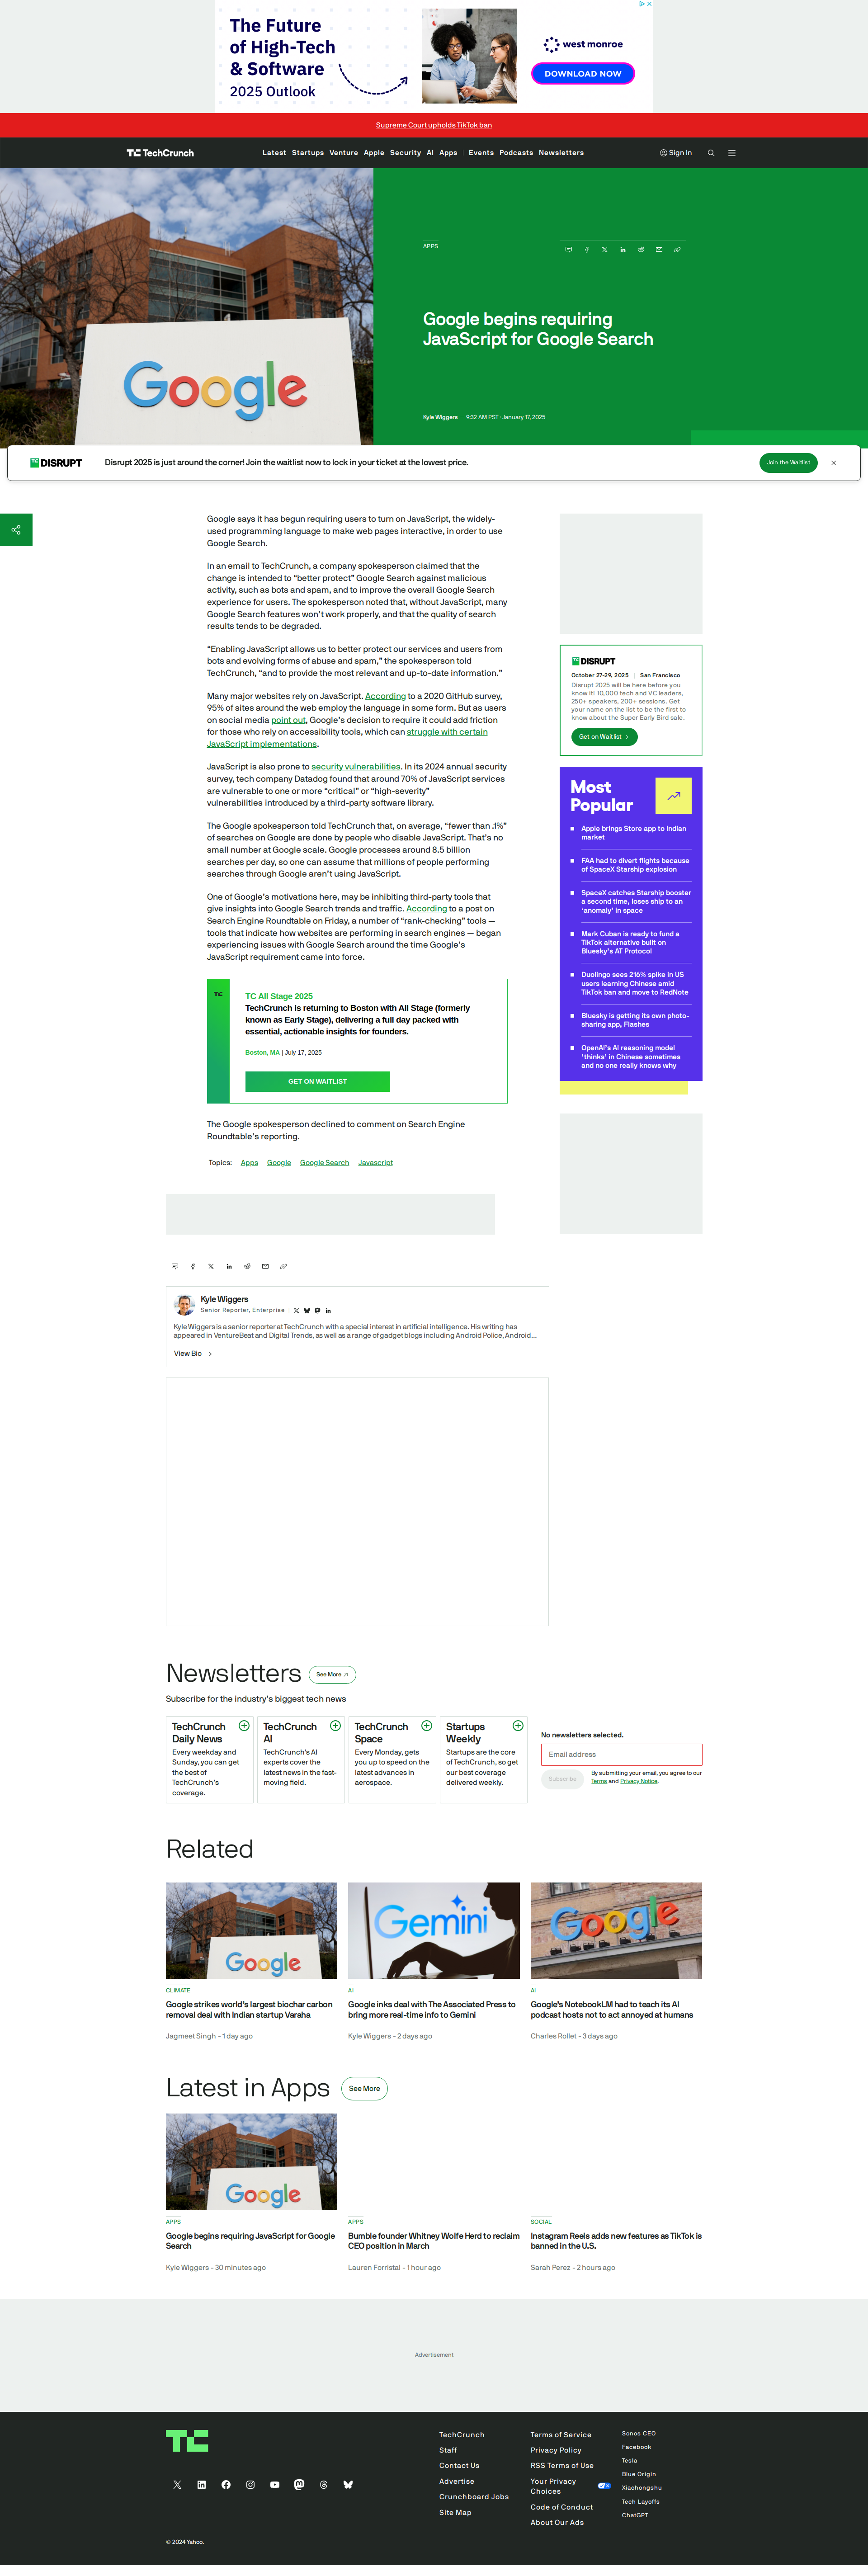 The Future
of High-Tech
& Software
2025 Outlook
west monroe
DOWNLOAD NOW
Supreme Court upholds TikTok ban
TechCrunch
Latest Startups Venture Apple Security AI Apps | Events Podcasts Newsletters
Sign In
Google
APPS
Google begins requiring
JavaScript for Google Search
Kyle Wiggers — 9:32 AM PST · January 17, 2025
DISRUPT
Disrupt 2025 is just around the corner! Join the waitlist now to lock in your ticket at the lowest price.
Join the Waitlist
Google says it has begun requiring users to turn on JavaScript, the widely-
used programming language to make web pages interactive, in order to use
Google Search.
In an email to TechCrunch, a company spokesperson claimed that the
change is intended to “better protect” Google Search against malicious
activity, such as bots and spam, and to improve the overall Google Search
experience for users. The spokesperson noted that, without JavaScript, many
Google Search features won’t work properly, and that the quality of search
results tends to be degraded.
“Enabling JavaScript allows us to better protect our services and users from
bots and evolving forms of abuse and spam,” the spokesperson told
TechCrunch, “and to provide the most relevant and up-to-date information.”
Many major websites rely on JavaScript. According to a 2020 GitHub survey,
95% of sites around the web employ the language in some form. But as users
on social media point out, Google’s decision to require it could add friction
for those who rely on accessibility tools, which can struggle with certain
JavaScript implementations.
JavaScript is also prone to security vulnerabilities. In its 2024 annual security
survey, tech company Datadog found that around 70% of JavaScript services
are vulnerable to one or more “critical” or “high-severity”
vulnerabilities introduced by a third-party software library.
The Google spokesperson told TechCrunch that, on average, “fewer than .1%”
of searches on Google are done by people who disable JavaScript. That’s no
small number at Google scale. Google processes around 8.5 billion
searches per day, so one can assume that millions of people performing
searches through Google aren’t using JavaScript.
One of Google’s motivations here, may be inhibiting third-party tools that
give insights into Google Search trends and traffic. According to a post on
Search Engine Roundtable on Friday, a number of “rank-checking” tools —
tools that indicate how websites are performing in search engines — began
experiencing issues with Google Search around the time Google’s
JavaScript requirement came into force.
TC All Stage 2025
TechCrunch is returning to Boston with All Stage (formerly
known as Early Stage), delivering a full day packed with
essential, actionable insights for founders.
Boston, MA | July 17, 2025
GET ON WAITLIST
The Google spokesperson declined to comment on Search Engine
Roundtable’s reporting.
Topics: Apps Google Google Search Javascript
DISRUPT
October 27-29, 2025 | San Francisco
Disrupt 2025 will be here before you
know it! 10,000 tech and VC leaders,
250+ speakers, 200+ sessions. Get
your name on the list to be the first to
know about the Super Early Bird sale.
Get on Waitlist
Most
Popular
Apple brings Store app to Indian
market
FAA had to divert flights because
of SpaceX Starship explosion
SpaceX catches Starship booster
a second time, loses ship to an
‘anomaly’ in space
Mark Cuban is ready to fund a
TikTok alternative built on
Bluesky’s AT Protocol
Duolingo sees 216% spike in US
users learning Chinese amid
TikTok ban and move to RedNote
Bluesky is getting its own photo-
sharing app, Flashes
OpenAI’s AI reasoning model
‘thinks’ in Chinese sometimes
and no one really knows why
Kyle Wiggers
Senior Reporter, Enterprise
Kyle Wiggers is a senior reporter at TechCrunch with a special interest in artificial intelligence. His writing has
appeared in VentureBeat and Digital Trends, as well as a range of gadget blogs including Android Police, Android…
View Bio
Newsletters
See More
Subscribe for the industry’s biggest tech news
TechCrunch
Daily News
Every weekday and
Sunday, you can get
the best of
TechCrunch’s
coverage.
TechCrunch
AI
TechCrunch's AI
experts cover the
latest news in the fast-
moving field.
TechCrunch
Space
Every Monday, gets
you up to speed on the
latest advances in
aerospace.
Startups
Weekly
Startups are the core
of TechCrunch, so get
our best coverage
delivered weekly.
No newsletters selected.
Email address
Subscribe
By submitting your email, you agree to our
Terms and Privacy Notice.
Related
Google
Gemini
Google
CLIMATE
Google strikes world’s largest biochar carbon
removal deal with Indian startup Varaha
Jagmeet Singh - 1 day ago
AI
Google inks deal with The Associated Press to
bring more real-time info to Gemini
Kyle Wiggers - 2 days ago
AI
Google’s NotebookLM had to teach its AI
podcast hosts not to act annoyed at humans
Charles Rollet - 3 days ago
Latest in Apps
See More
Google
APPS
Google begins requiring JavaScript for Google
Search
Kyle Wiggers - 30 minutes ago
APPS
Bumble founder Whitney Wolfe Herd to reclaim
CEO position in March
Lauren Forristal - 1 hour ago
SOCIAL
Instagram Reels adds new features as TikTok is
banned in the U.S.
Sarah Perez - 2 hours ago
Advertisement
TechCrunch
Staff
Contact Us
Advertise
Crunchboard Jobs
Site Map
Terms of Service
Privacy Policy
RSS Terms of Use
Your Privacy
Choices
Code of Conduct
About Our Ads
Sonos CEO
Facebook
Tesla
Blue Origin
Xiaohongshu
Tech Layoffs
ChatGPT
© 2024 Yahoo.